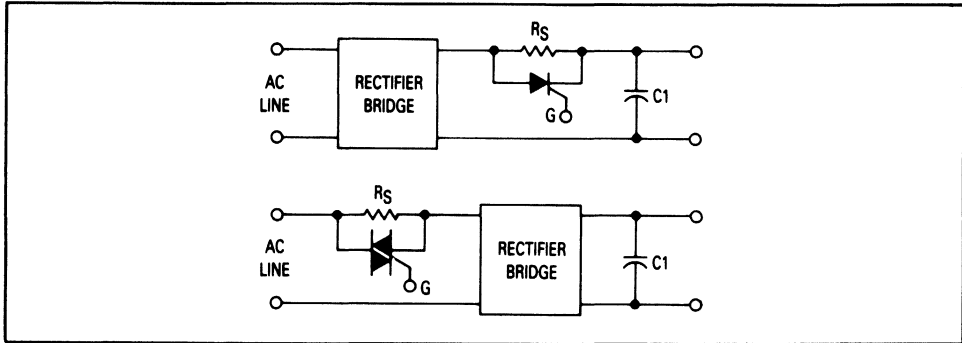 RS
AC
LINE
RECTIFIER
BRIDGE
G
C1
RS
AC
LINE
RECTIFIER
BRIDGE
G
C1